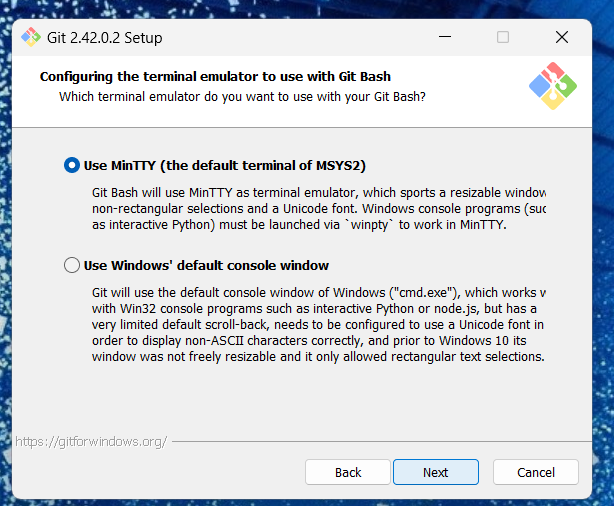 Git 2.42.0.2 Setup
Configuring the terminal emulator to use with Git Bash
Which terminal emulator do you want to use with your Git Bash?
Use MinTTY (the default terminal of MSYS2)
Git Bash will use MinTTY as terminal emulator, which sports a resizable window
non-rectangular selections and a Unicode font. Windows console programs (suc
as interactive Python) must be launched via `winpty` to work in MinTTY.
Use Windows' default console window
Git will use the default console window of Windows ("cmd.exe"), which works w
with Win32 console programs such as interactive Python or node.js, but has a
very limited default scroll-back, needs to be configured to use a Unicode font in
order to display non-ASCII characters correctly, and prior to Windows 10 its
window was not freely resizable and it only allowed rectangular text selections.
https://gitforwindows.org/
Back
Next
Cancel